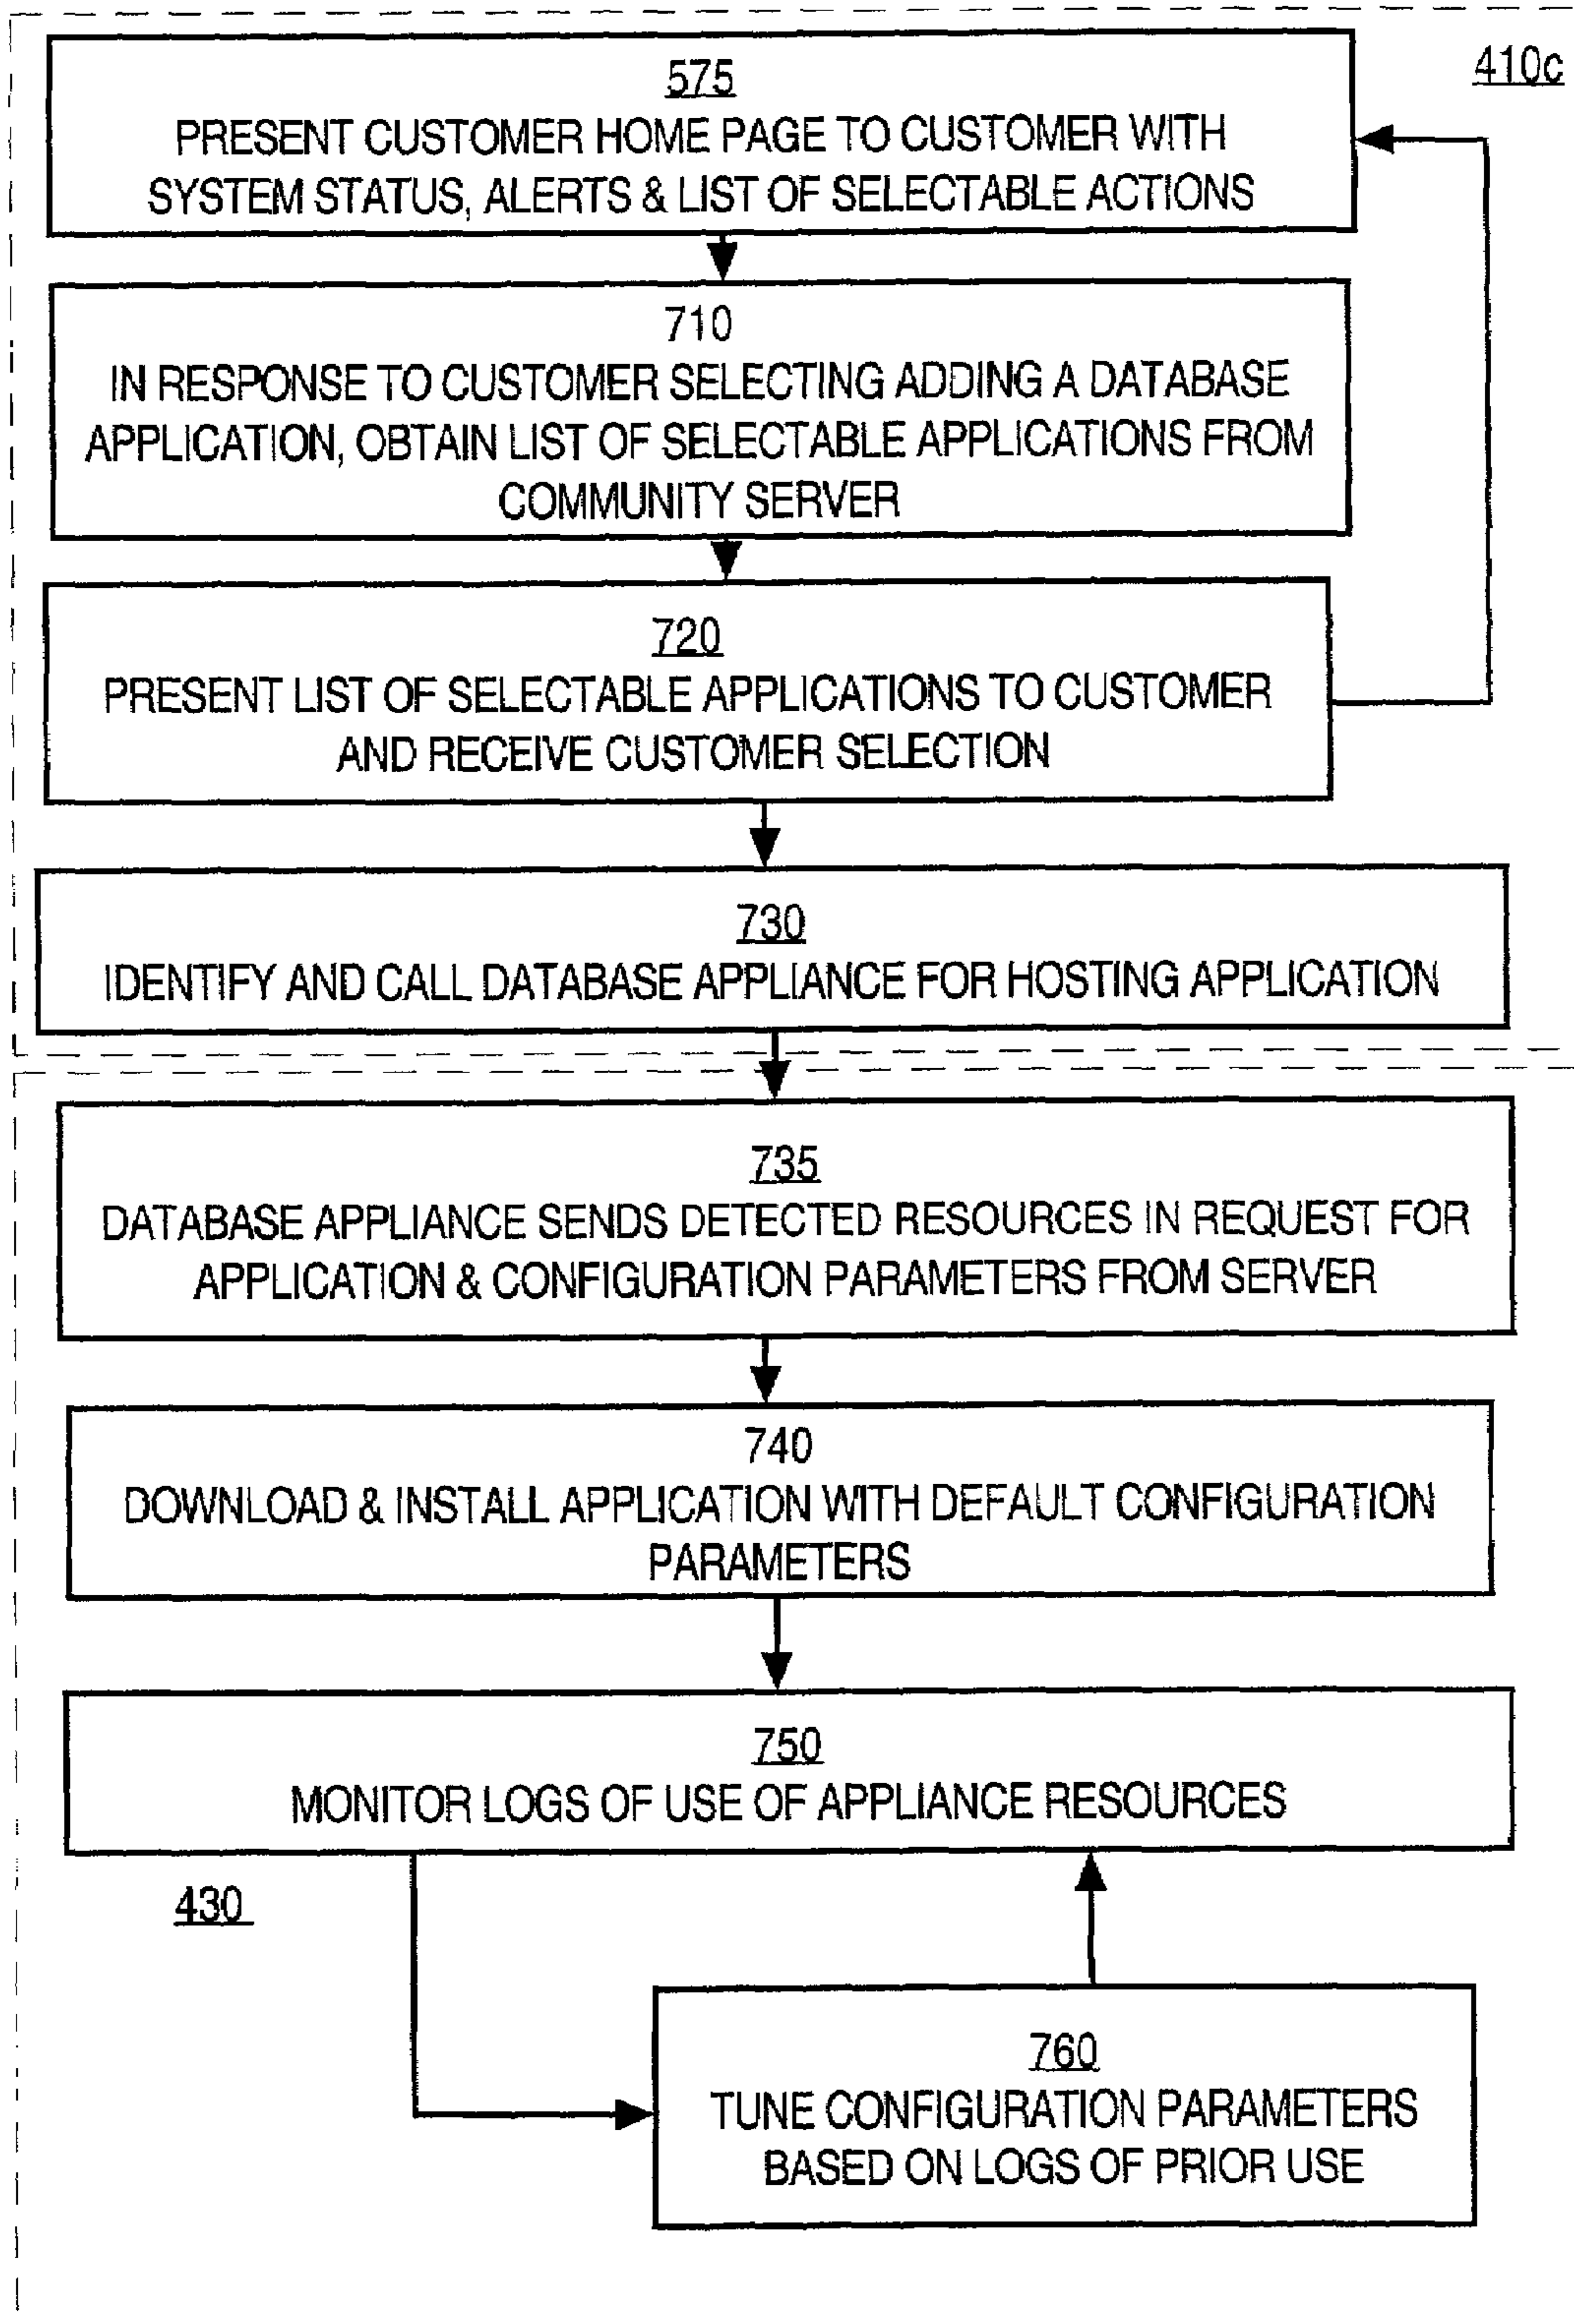 410c
575
PRESENT CUSTOMER HOME PAGE TO CUSTOMER WITH
SYSTEM STATUS, ALERTS & LIST OF SELECTABLE ACTIONS
710
IN RESPONSE TO CUSTOMER SELECTING ADDING A DATABASE
APPLICATION, OBTAIN LIST OF SELECTABLE APPLICATIONS FROM
COMMUNITY SERVER
720
PRESENT LIST OF SELECTABLE APPLICATIONS TO CUSTOMER
AND RECEIVE CUSTOMER SELECTION
730
IDENTIFY AND CALL DATABASE APPLIANCE FOR HOSTING APPLICATION
735
DATABASE APPLIANCE SENDS DETECTED RESOURCES IN REQUEST FOR
APPLICATION & CONFIGURATION PARAMETERS FROM SERVER
740
DOWNLOAD & INSTALL APPLICATION WITH DEFAULT CONFIGURATION
PARAMETERS
750
MONITOR LOGS OF USE OF APPLIANCE RESOURCES
430
760
TUNE CONFIGURATION PARAMETERS
BASED ON LOGS OF PRIOR USE